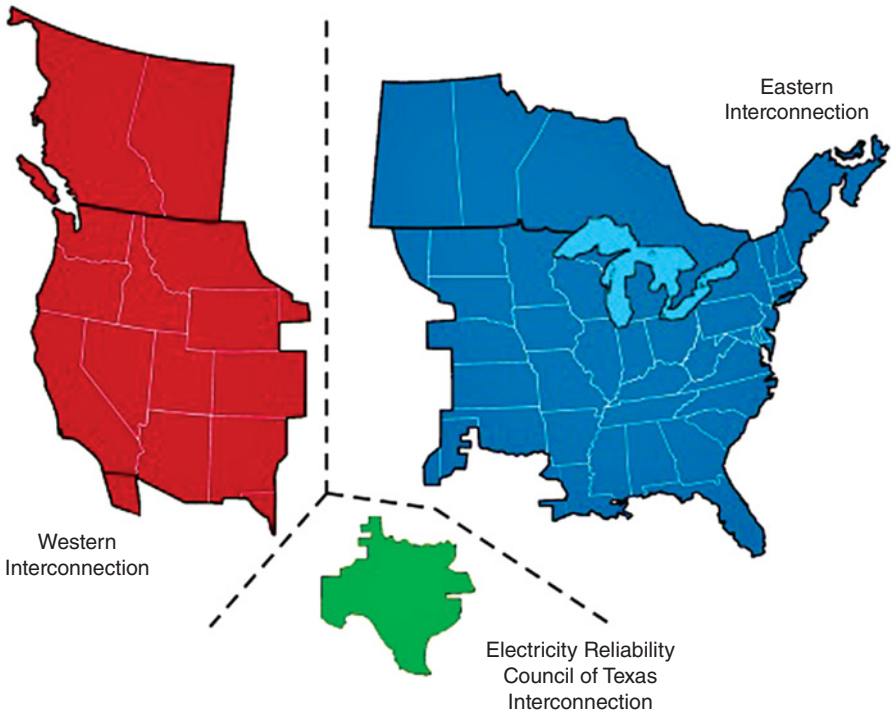 Eastern
Interconnection
Western
Interconnection
Electricity Reliability
Council of Texas
Interconnection